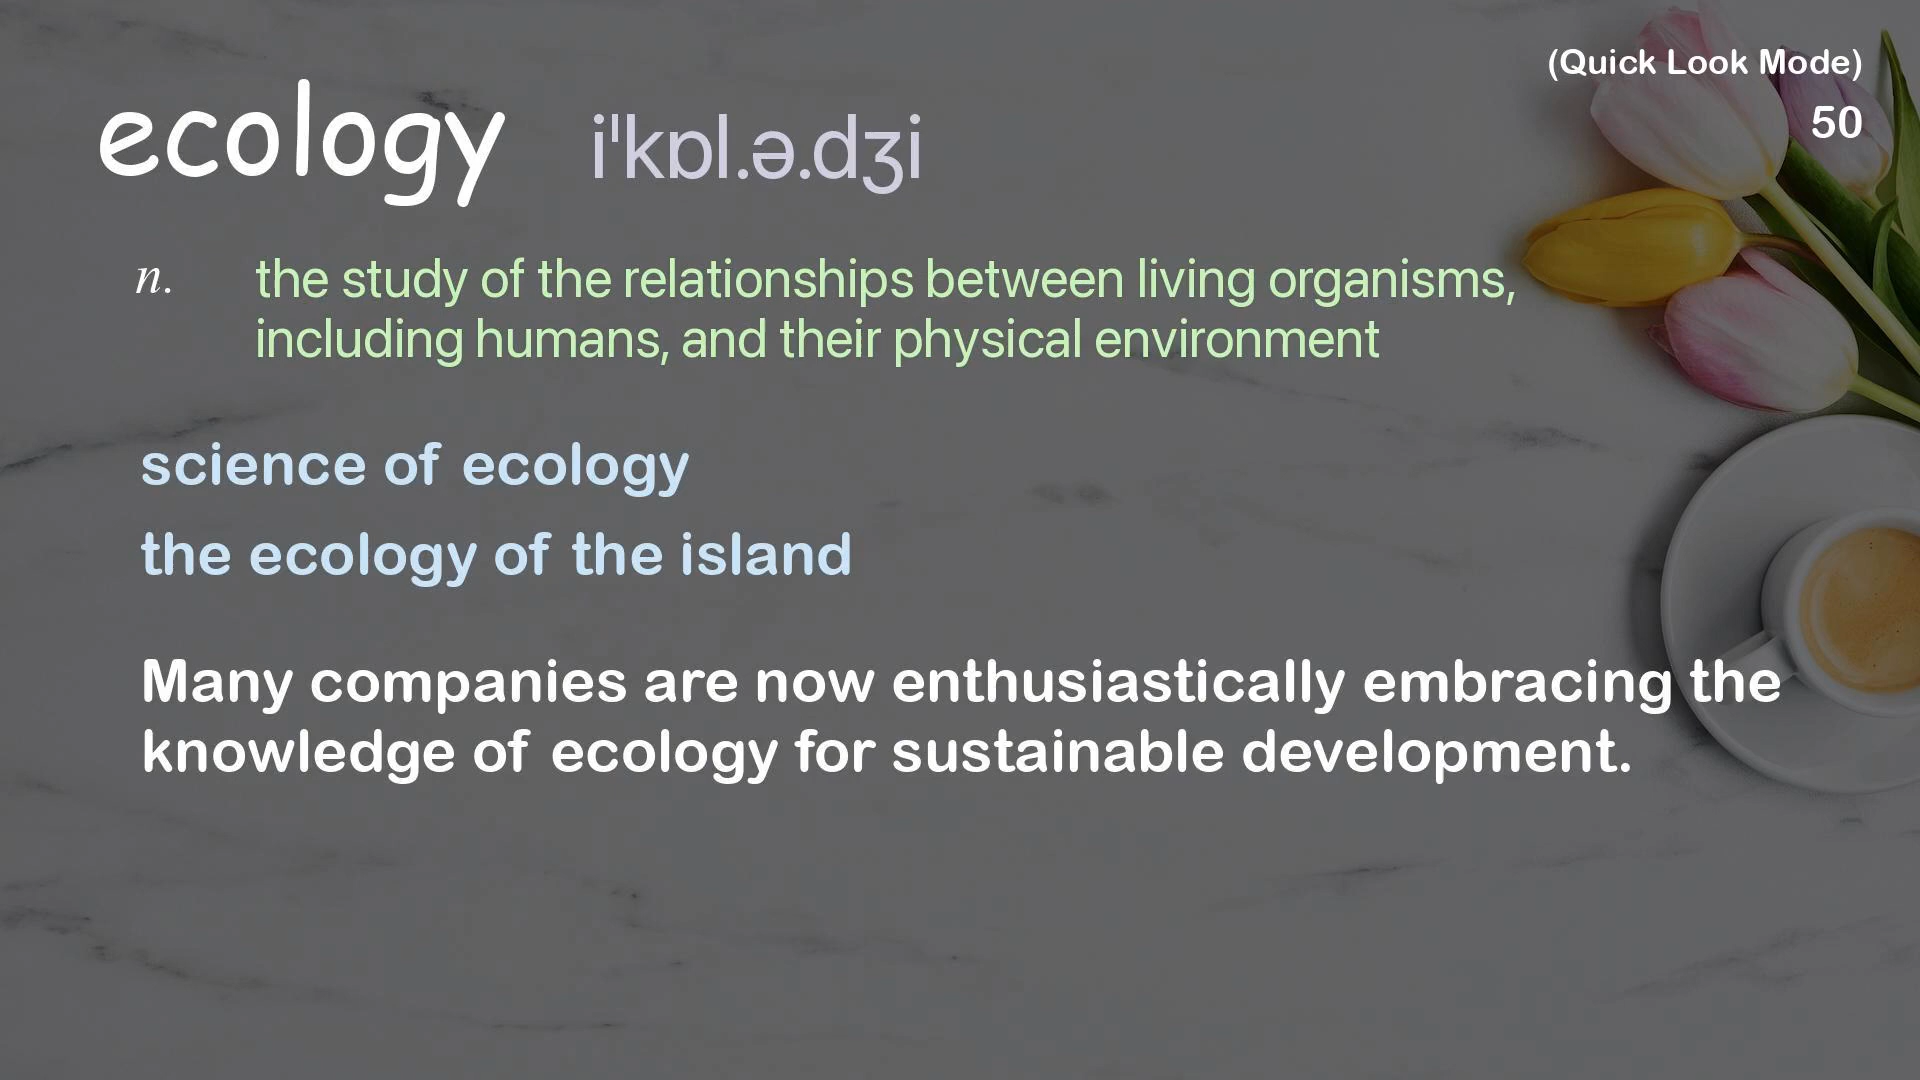 (Quick Look Mode)
50
ecology iˈkɒl.ə.dʒi
n. the study of the relationships between living organisms,
including humans, and their physical environment
science of ecology
the ecology of the island
Many companies are now enthusiastically embracing the
knowledge of ecology for sustainable development.